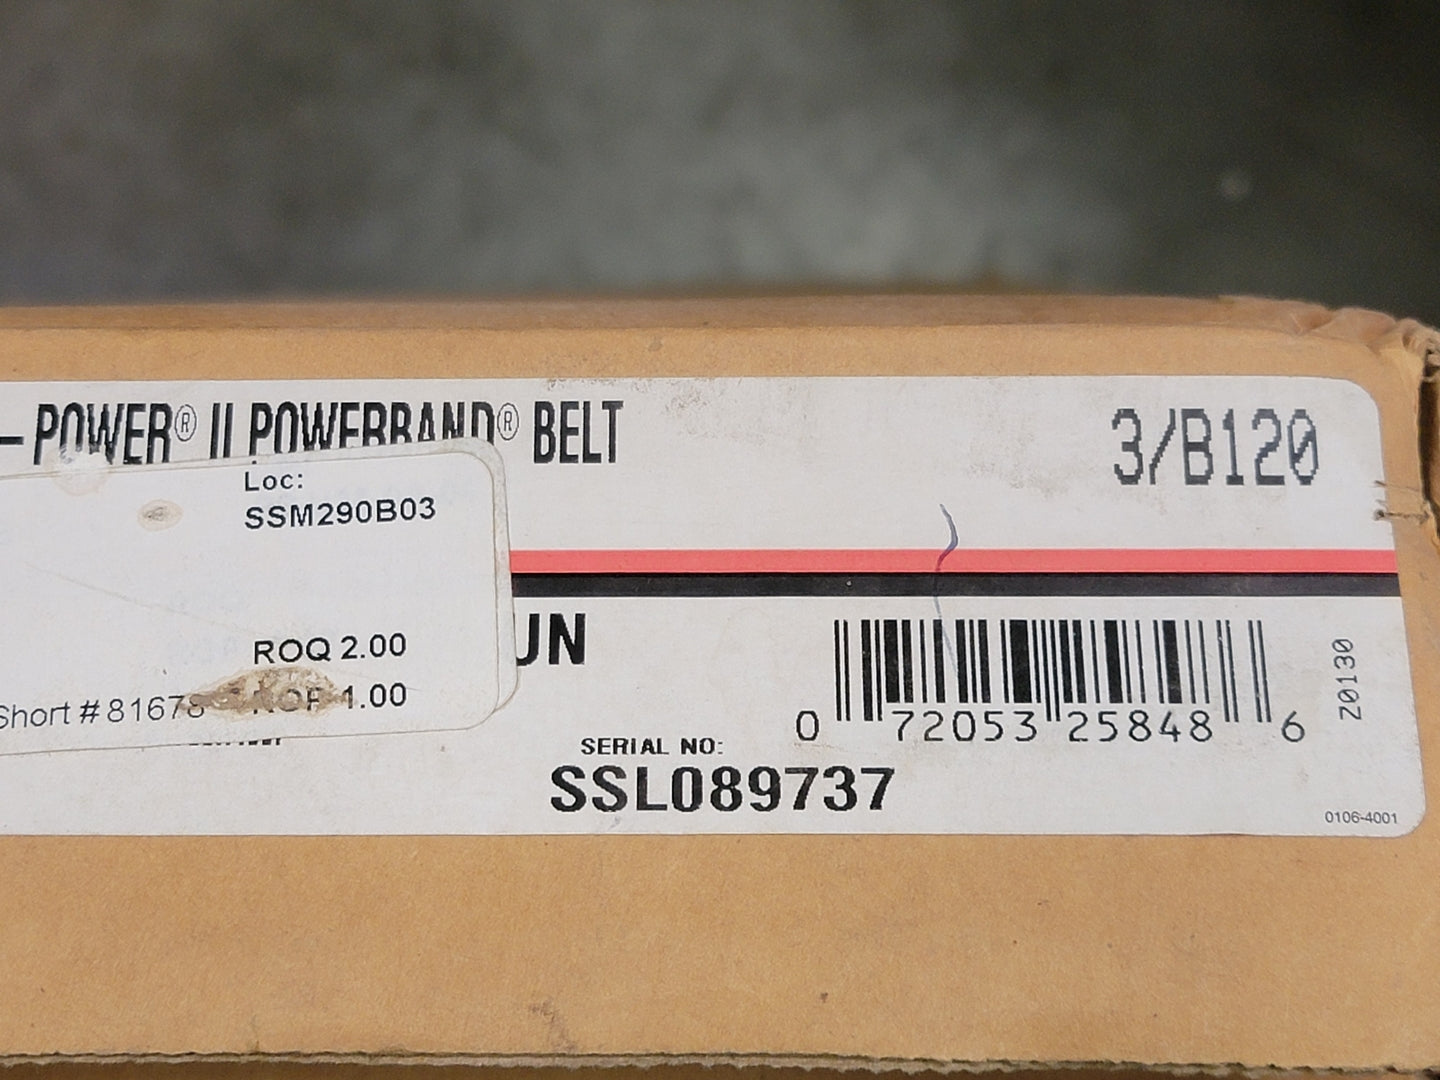 -POWER® II POWERBAND® BELT
3/B120
Loc:
SSM290B03
ROQ 2.00
Short # 81678
1.00
UN
0 72053 25848 6
Z0130
SERIAL NO:
SSL089737
0106-4001